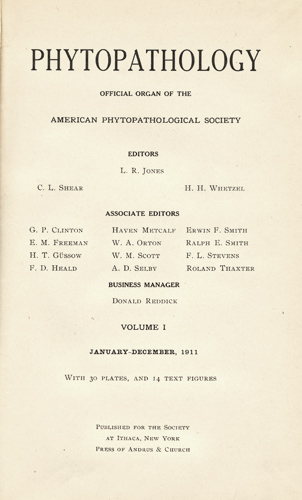 PHYTOPATHOLOGY
OFFICIAL ORGAN OF THE
AMERICAN PHYTOPATHOLOGICAL SOCIETY
EDITORS
L. R. JONES
C. L. SHEAR H. H. WHETZEL
ASSOCIATE EDITORS
G. P. CLINTON HAVEN METCALF ERWIN F. SMITH
E. M. FREEMAN W. A. ORTON RALPH E. SMITH
H. T. GÜSSOW W. M. SCOTT F. L. STEVENS
F. D. HEALD A. D. SELBY ROLAND THAXTER
BUSINESS MANAGER
DONALD REDDICK
VOLUME I
JANUARY-DECEMBER, 1911
WITH 30 PLATES, AND 14 TEXT FIGURES
PUBLISHED FOR THE SOCIETY
AT ITHACA, NEW YORK
PRESS OF ANDRUS & CHURCH